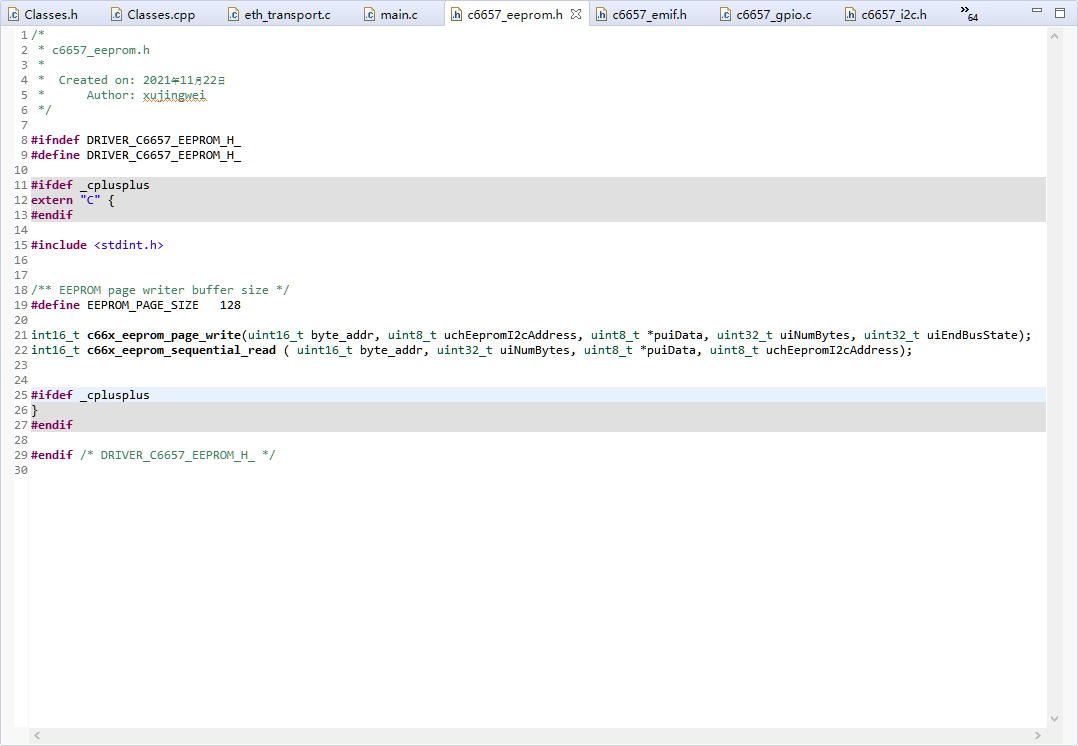 Classes.h Classes.cpp eth_transport.c main.c c6657_eeprom.h c6657_emif.h c6657_gpio.c c6657_i2c.h 64
1 /*
2  * c6657_eeprom.h
3  *
4  *  Created on: 2021年11月22日
5  *      Author: xujingwei
6  */
7
8 #ifndef DRIVER_C6657_EEPROM_H_
9 #define DRIVER_C6657_EEPROM_H_
10
11 #ifdef _cplusplus
12 extern "C" {
13 #endif
14
15 #include <stdint.h>
16
17
18 /** EEPROM page writer buffer size */
19 #define EEPROM_PAGE_SIZE   128
20
21 int16_t c66x_eeprom_page_write(uint16_t byte_addr, uint8_t uchEepromI2cAddress, uint8_t *puiData, uint32_t uiNumBytes, uint32_t uiEndBusState);
22 int16_t c66x_eeprom_sequential_read ( uint16_t byte_addr, uint32_t uiNumBytes, uint8_t *puiData, uint8_t uchEepromI2cAddress);
23
24
25 #ifdef _cplusplus
26 }
27 #endif
28
29 #endif /* DRIVER_C6657_EEPROM_H_ */
30